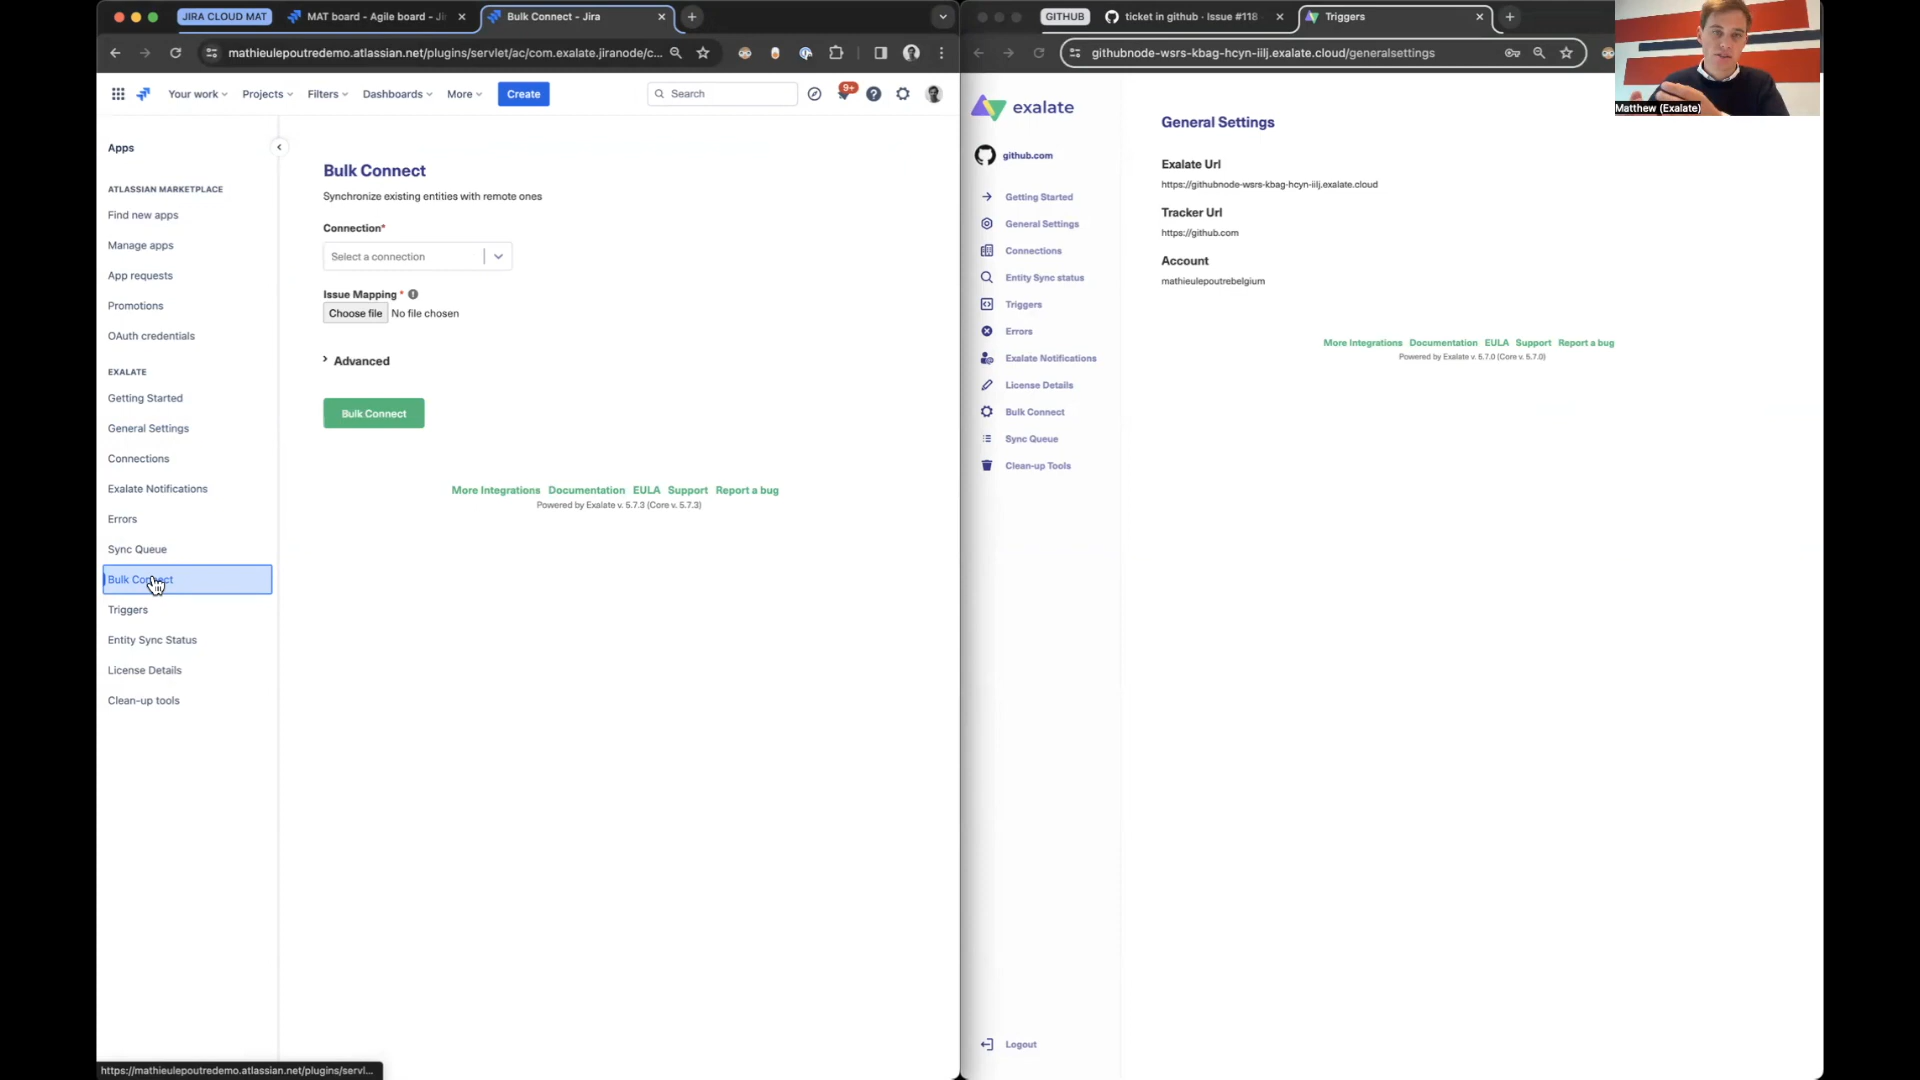 JIRA CLOUD MAT
MAT board - Agile board - Ji
Bulk Connect - Jira
mathieulepoutredemo.atlassian.net/plugins/servlet/ac/com.exalate.jiranode/c...
Your work
Projects
Filters
Dashboards
More
Create
Search
9+
Apps
ATLASSIAN MARKETPLACE
Find new apps
Manage apps
App requests
Promotions
OAuth credentials
EXALATE
Getting Started
General Settings
Connections
Exalate Notifications
Errors
Sync Queue
Bulk Connect
Triggers
Entity Sync Status
License Details
Clean-up tools
Bulk Connect
Synchronize existing entities with remote ones
Connection*
Select a connection
Issue Mapping *
Choose file No file chosen
Advanced
Bulk Connect
More Integrations Documentation EULA Support Report a bug
Powered by Exalate v. 5.7.3 (Core v. 5.7.3)
https://mathieulepoutredemo.atlassian.net/plugins/servl...
GITHUB
ticket in github · Issue #118
Triggers
githubnode-wsrs-kbag-hcyn-iilj.exalate.cloud/generalsettings
exalate
github.com
Getting Started
General Settings
Connections
Entity Sync status
Triggers
Errors
Exalate Notifications
License Details
Bulk Connect
Sync Queue
Clean-up Tools
Logout
General Settings
Exalate Url
https://githubnode-wsrs-kbag-hcyn-iilj.exalate.cloud
Tracker Url
https://github.com
Account
mathieulepoutrebelgium
More Integrations Documentation EULA Support Report a bug
Powered by Exalate v. 5.7.0 (Core v. 5.7.0)
Matthew (Exalate)